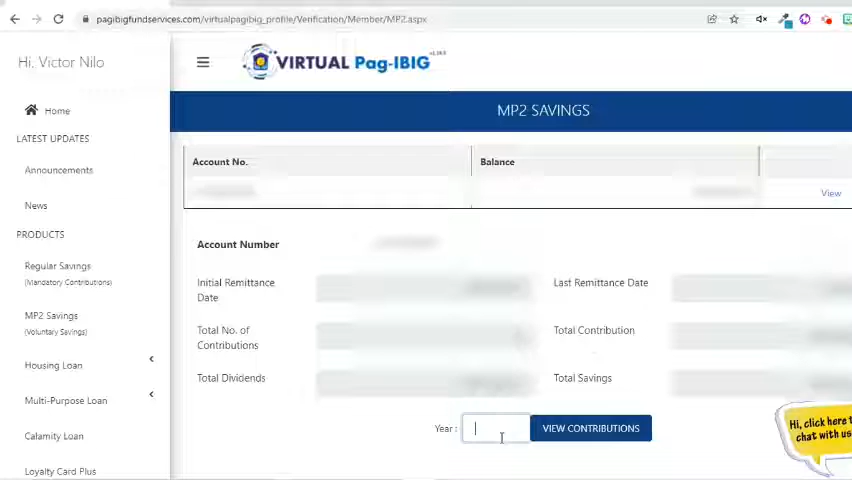 pagibigfundservices.com/virtualpagibig_profile/Verification/Member/MP2.aspx
Hi, Victor Nilo
VIRTUAL Pag-IBIG
Home
MP2 SAVINGS
LATEST UPDATES
Account No.
Balance
Announcements
View
News
PRODUCTS
Account Number
Regular Savings
(Mandatory Contributions)
Initial Remittance
Date
Last Remittance Date
MP2 Savings
(Voluntary Savings)
Total No. of
Contributions
Total Contribution
Housing Loan
Total Dividends
Total Savings
Multi-Purpose Loan
Year :
VIEW CONTRIBUTIONS
Hi, click here t
chat with us
Calamity Loan
Loyalty Card Plus